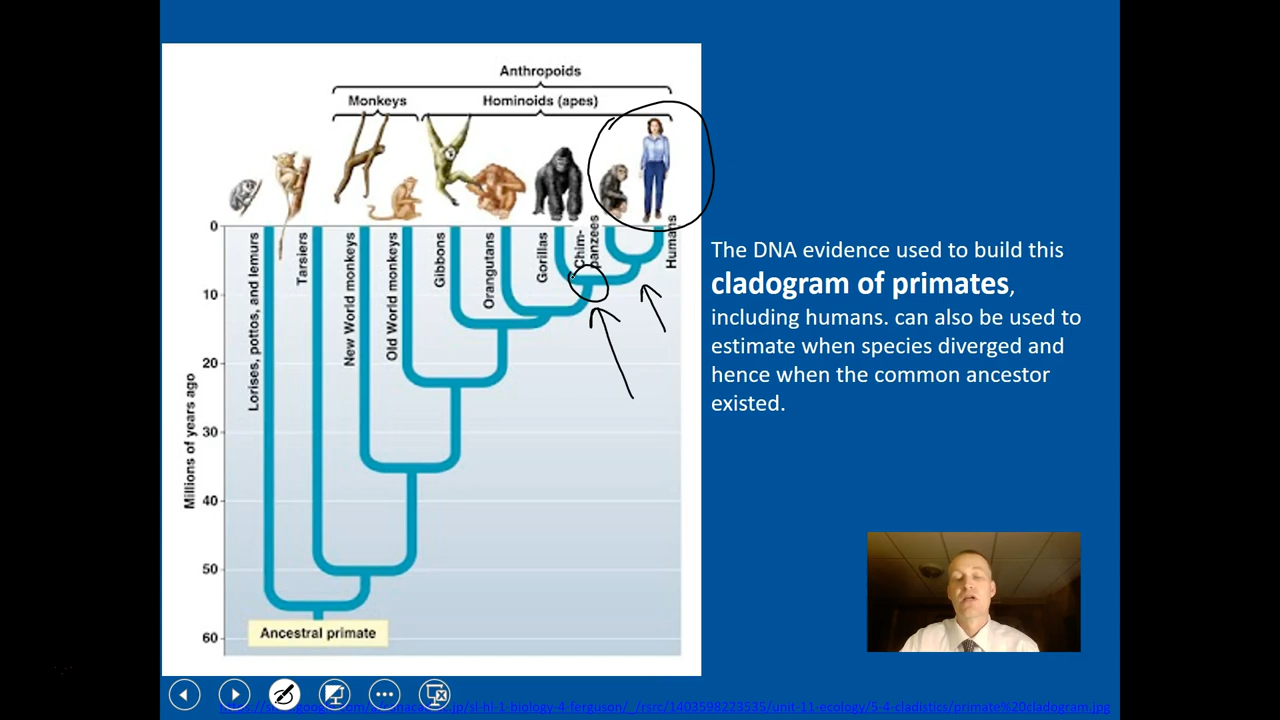 Anthropoids
Monkeys
Hominoids (apes)
Lorises, pottos, and lemurs
Tarsiers
New World monkeys
Old World monkeys
Gibbons
Orangutans
Gorillas
Chim-
panzees
Humans
Millions of years ago
0
10
20
30
40
50
60
Ancestral primate
The DNA evidence used to build this
cladogram of primates,
including humans. can also be used to
estimate when species diverged and
hence when the common ancestor
existed.